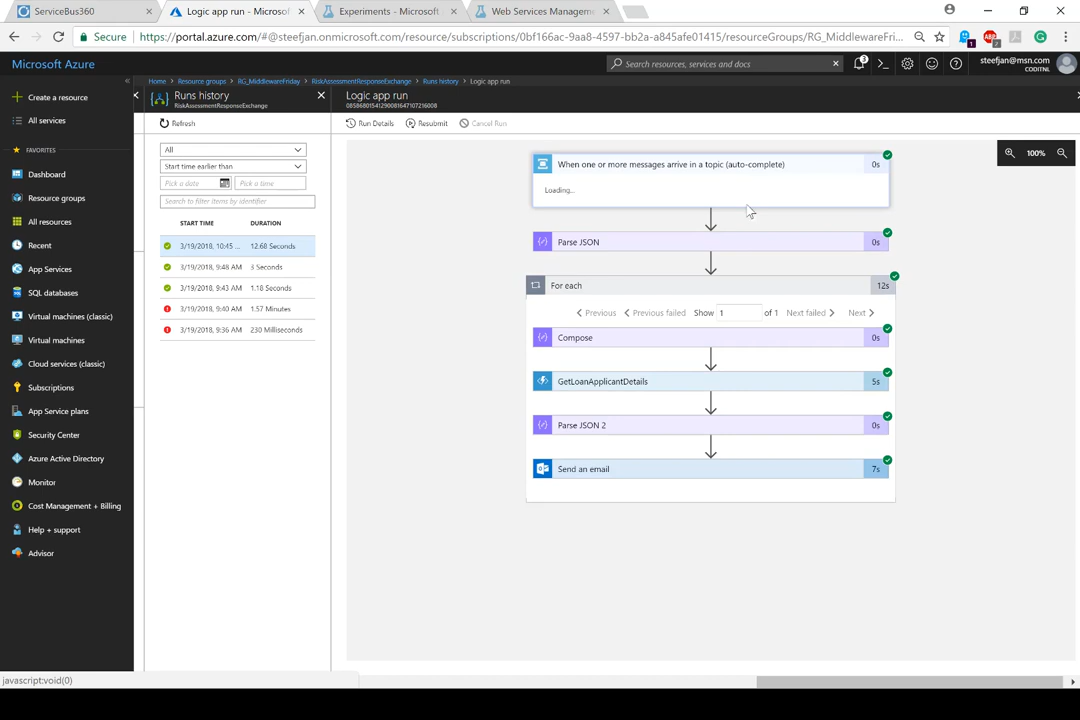 ServiceBus360
Logic app run - Microsof
Experiments - Microsoft
Web Services Managem
Secure
https://portal.azure.com/#@steefjan.onmicrosoft.com/resource/subscriptions/0bf166ac-9aa8-4597-bb2a-a845afe01415/resourceGroups/RG_MiddlewareFri...
Microsoft Azure
Search resources, services and docs
3
steefjan@msn.com
CODITNL
Create a resource
All services
FAVORITES
Dashboard
Resource groups
All resources
Recent
App Services
SQL databases
Virtual machines (classic)
Virtual machines
Cloud services (classic)
Subscriptions
App Service plans
Security Center
Azure Active Directory
Monitor
Cost Management + Billing
Help + support
Advisor
Home > Resource groups > RG_MiddlewareFriday > RiskAssessmentResponseExchange > Runs history > Logic app run
Runs history
RiskAssessmentResponseExchange
Refresh
All
Start time earlier than
Pick a date
Pick a time
Search to filter items by identifier
START TIME DURATION
3/19/2018, 10:45 ... 12.68 Seconds
3/19/2018, 9:48 AM 3 Seconds
3/19/2018, 9:43 AM 1.18 Seconds
3/19/2018, 9:40 AM 1.57 Minutes
3/19/2018, 9:36 AM 230 Milliseconds
Logic app run
Run Details
Resubmit
Cancel Run
100%
When one or more messages arrive in a topic (auto-complete) 0s
Loading...
Parse JSON 0s
For each 12s
Previous Previous failed Show 1 of 1 Next failed Next
Compose 0s
GetLoanApplicantDetails 5s
Parse JSON 2 0s
Send an email 7s
javascript:void(0)